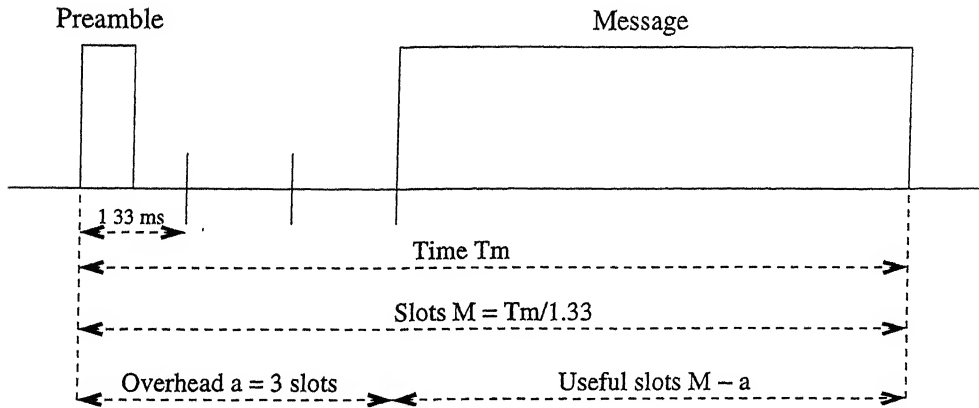 Preamble
Message
1 33 ms
Time Tm
Slots M = Tm/1.33
Overhead a = 3 slots
Useful slots M – a